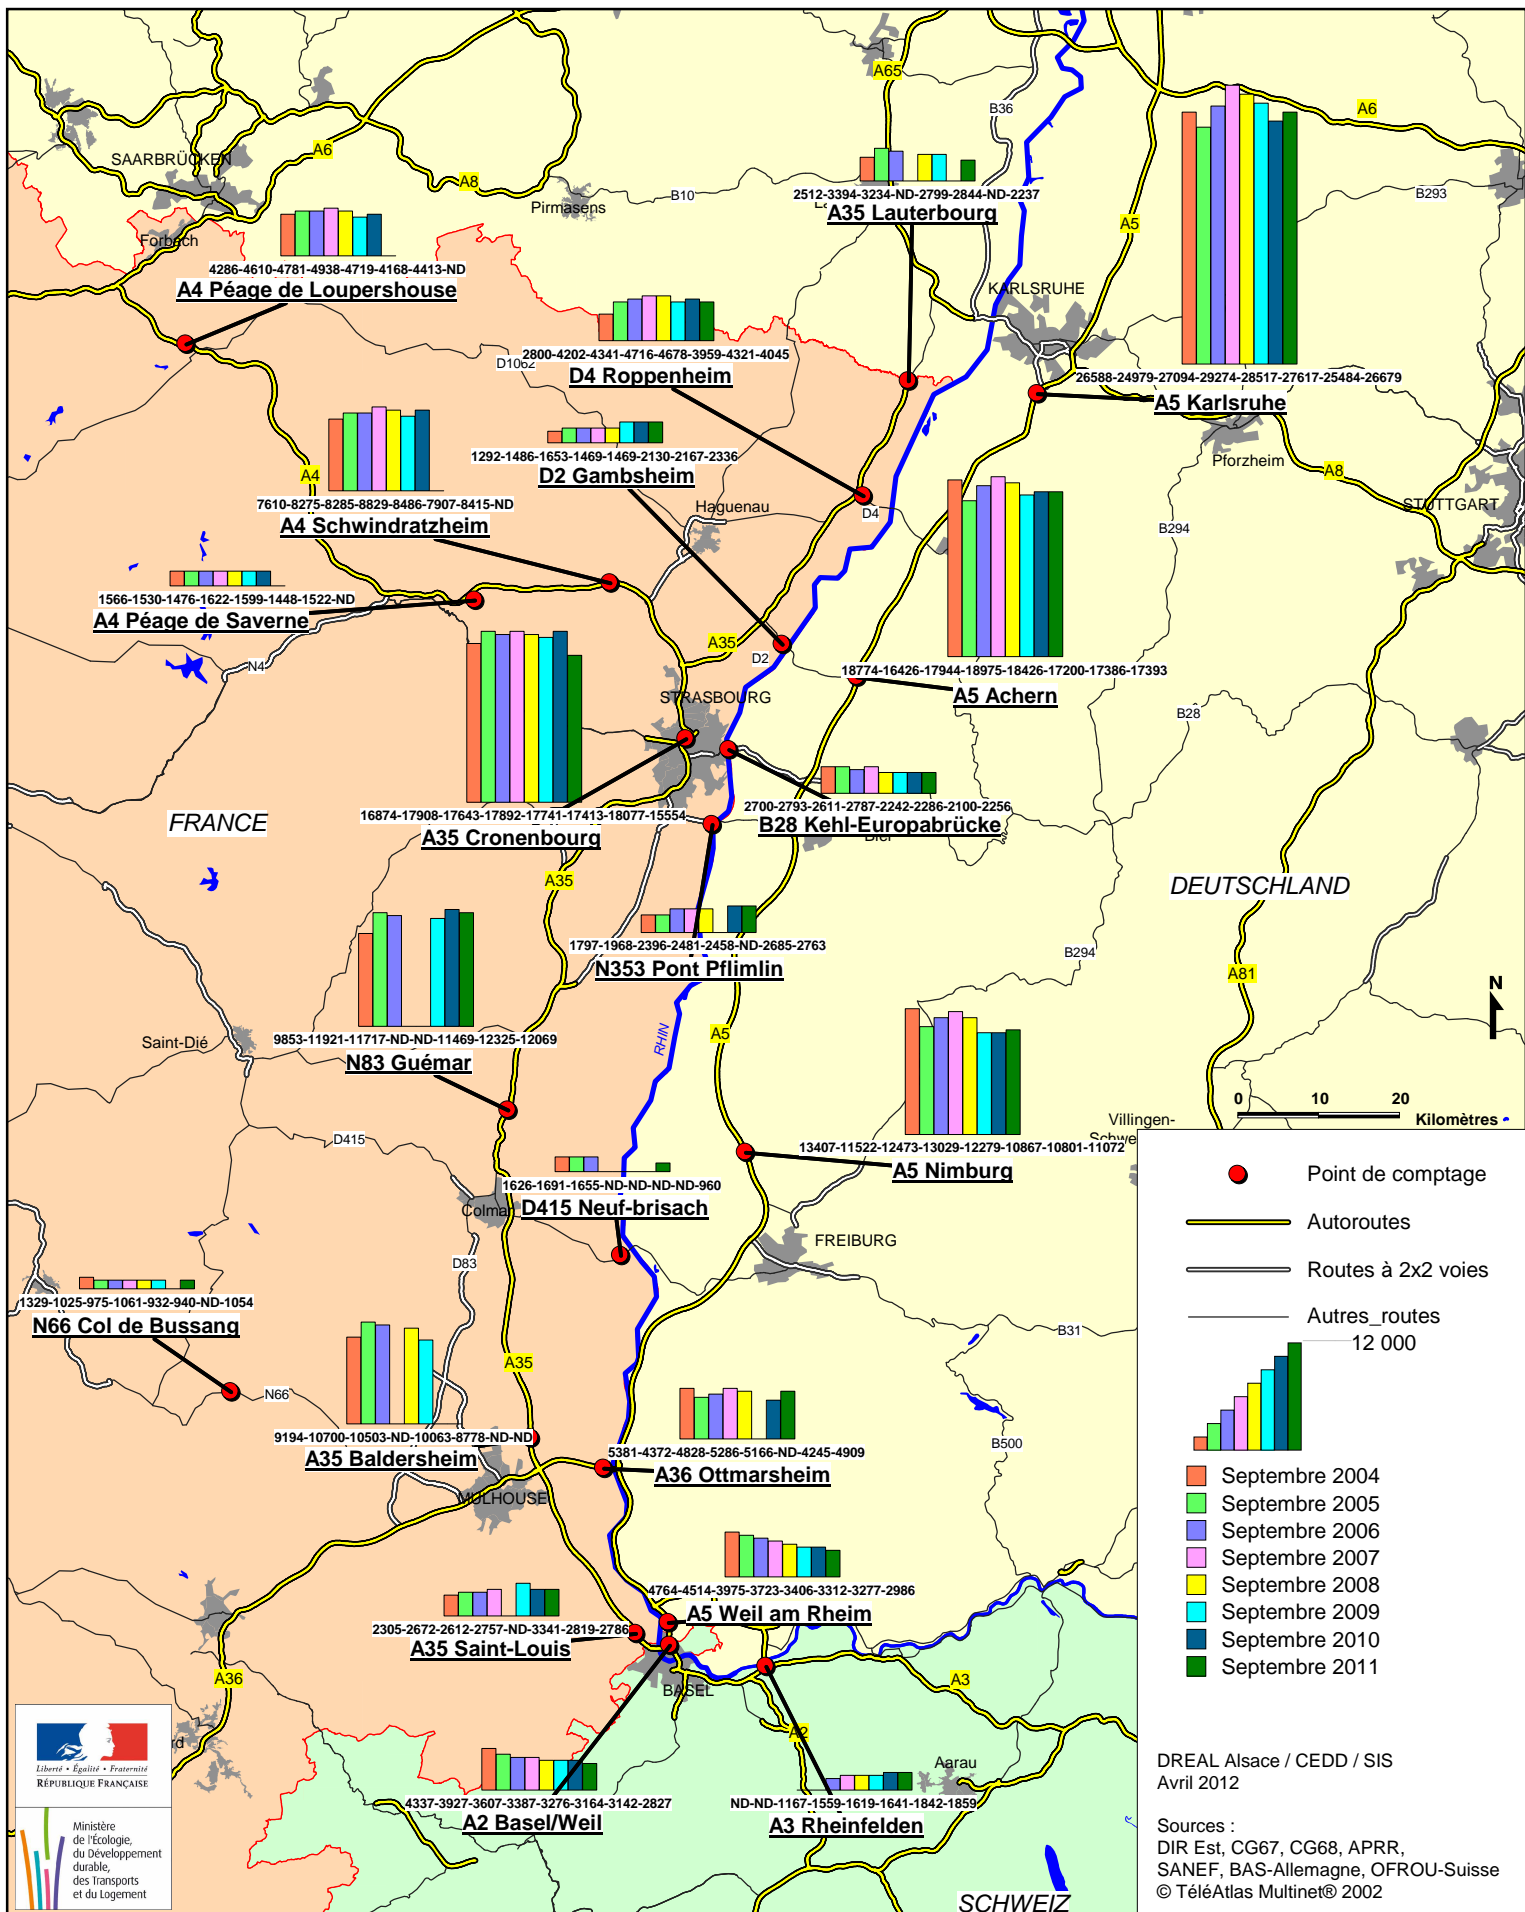 A65
B36
A6
SAARBRÜCKEN
A6
A8
Pirmasens
B10
2512-3394-3234-ND-2799-2844-ND-2237
A35 Lauterbourg
B293
A5
Forbach
4286-4610-4781-4938-4719-4168-4413-ND
A4 Péage de Loupershouse
KARLSRUHE
2800-4202-4341-4716-4678-3959-4321-4045
D4 Roppenheim
D1062
26588-24979-27094-29274-28517-27617-25484-26679
A5 Karlsruhe
1292-1486-1653-1469-1469-2130-2167-2336
D2 Gambsheim
Pforzheim
A8
A4
7610-8275-8285-8829-8486-7907-8415-ND
A4 Schwindratzheim
Haguenau
D4
STUTTGART
B294
1566-1530-1476-1622-1599-1448-1522-ND
A4 Péage de Saverne
A35
D2
N4
18774-16426-17944-18975-18426-17200-17386-17393
A5 Achern
STRASBOURG
B28
2700-2793-2611-2787-2242-2286-2100-2256
B28 Kehl-Europabrücke
16874-17908-17643-17892-17741-17413-18077-15554
A35 Cronenbourg
FRANCE
A35
DEUTSCHLAND
1797-1968-2396-2481-2458-ND-2685-2763
N353 Pont Pflimlin
B294
A81
N
9853-11921-11717-ND-ND-11469-12325-12069
N83 Guémar
Saint-Dié
RHIN
A5
0 10 20
Kilomètres
Villingen-
D415
13407-11522-12473-13029-12279-10867-10801-11072
A5 Nimburg
1626-1691-1655-ND-ND-ND-ND-960
D415 Neuf-brisach
Colmar
FREIBURG
D83
1329-1025-975-1061-932-940-ND-1054
N66 Col de Bussang
B31
A35
N66
9194-10700-10503-ND-10063-8778-ND-ND
A35 Baldersheim
5381-4372-4828-5286-5166-ND-4245-4909
A36 Ottmarsheim
B500
MULHOUSE
4764-4514-3975-3723-3406-3312-3277-2986
A5 Weil am Rheim
2305-2672-2612-2757-ND-3341-2819-2786
A35 Saint-Louis
A36
BASEL
A3
A2
Aarau
4337-3927-3607-3387-3276-3164-3142-2827
A2 Basel/Weil
ND-ND-1167-1559-1619-1641-1842-1859
A3 Rheinfelden
SCHWEIZ
Point de comptage
Autoroutes
Routes à 2x2 voies
Autres_routes
12 000
Septembre 2004
Septembre 2005
Septembre 2006
Septembre 2007
Septembre 2008
Septembre 2009
Septembre 2010
Septembre 2011
DREAL Alsace / CEDD / SIS
Avril 2012
Sources :
DIR Est, CG67, CG68, APRR,
SANEF, BAS-Allemagne, OFROU-Suisse
© TéléAtlas Multinet® 2002
Liberté • Égalité • Fraternité
RÉPUBLIQUE FRANÇAISE
Ministère
de l'Écologie,
du Développement
durable,
des Transports
et du Logement